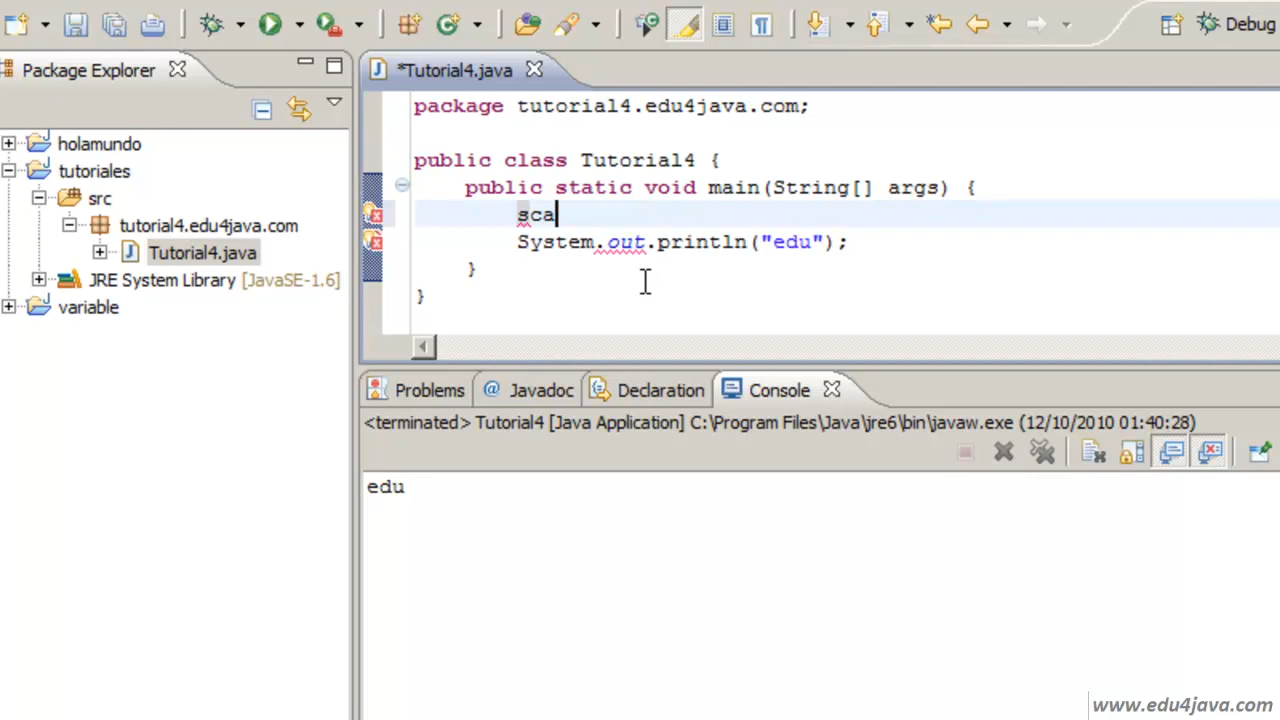 Debug
Package Explorer
*Tutorial4.java
holamundo
tutoriales
src
tutorial4.edu4java.com
Tutorial4.java
JRE System Library [JavaSE-1.6]
variable
package tutorial4.edu4java.com;
public class Tutorial4 {
public static void main(String[] args) {
sca
System.out.println("edu");
}
}
Problems @ Javadoc Declaration Console
<terminated> Tutorial4 [Java Application] C:\Program Files\Java\jre6\bin\javaw.exe (12/10/2010 01:40:28)
edu
www.edu4java.com